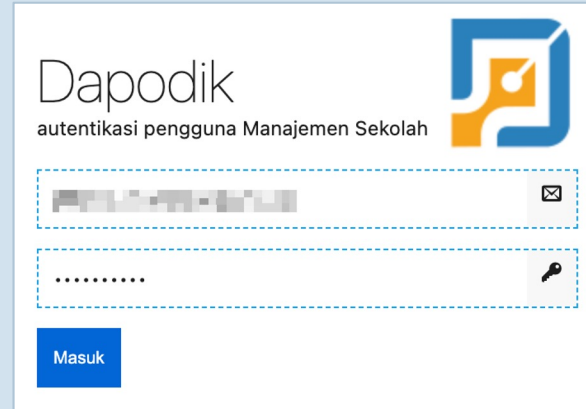 Dapodik
autentikasi pengguna Manajemen Sekolah
..........
Masuk